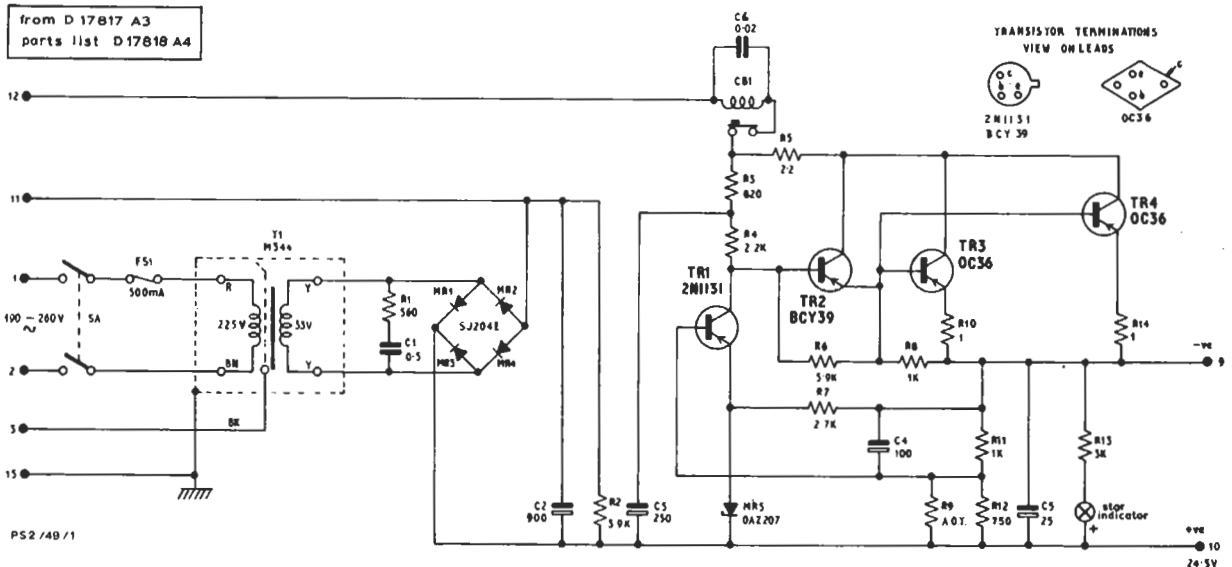 from D 17817 A3
parts list D17818 A4
C6
0·02
CB1
TRANSISTOR TERMINATIONS
VIEW ON LEADS
c
b e
2N1131
BCY 39
c
e
b
OC36
12
R5
2.2
R3
820
R4
2.2K
11
T1
M344
TR4
OC36
TR3
OC36
TR1
2N1131
TR2
BCY39
1
FS1
500mA
R
Y
225V
33V
R1
560
C1
0·5
MR1
MR2
SJ204E
MR3
MR4
190 – 260V
~
SA
R10
1
R14
1
R6
5·9K
R8
1K
–ve
9
2
BN
Y
R7
2.7K
C4
100
R11
1K
R13
3K
3
BK
15
C2
900
R2
3.9K
C3
250
MR5
OAZ207
R9
A.O.T.
R12
750
C5
25
star
indicator
+
+ve
10
24·5V
PS2/49/1